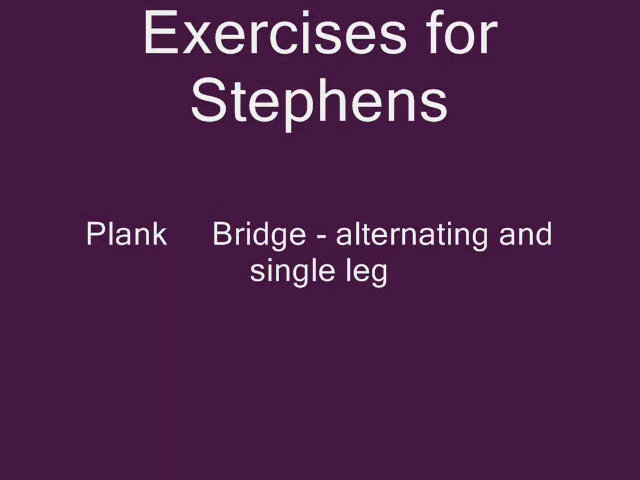 Exercises for
Stephens
Plank Bridge - alternating and
single leg